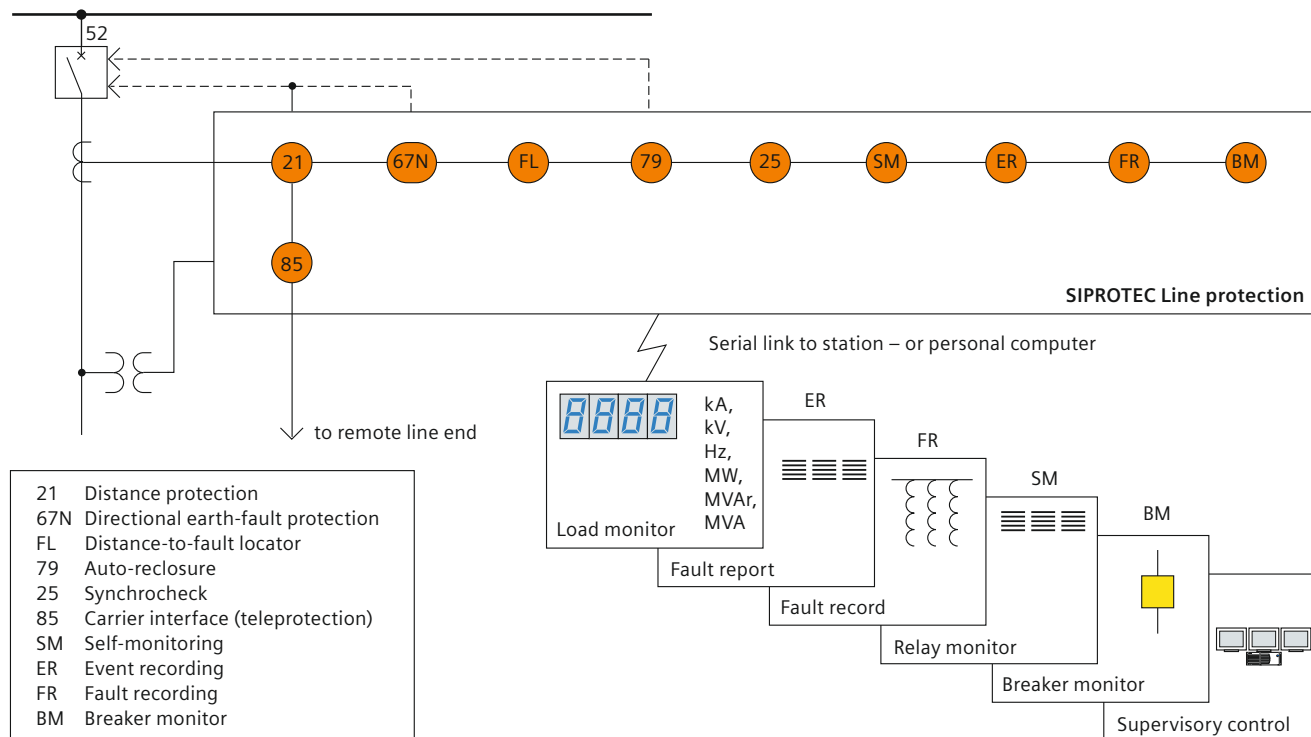 52
21
67N
FL
79
25
SM
ER
FR
BM
85
SIPROTEC Line protection
Serial link to station – or personal computer
to remote line end
8888
kA,
kV,
Hz,
MW,
MVAr,
MVA
Load monitor
ER
Fault report
FR
Fault record
SM
Relay monitor
BM
Breaker monitor
Supervisory control
21 Distance protection
67N Directional earth-fault protection
FL Distance-to-fault locator
79 Auto-reclosure
25 Synchrocheck
85 Carrier interface (teleprotection)
SM Self-monitoring
ER Event recording
FR Fault recording
BM Breaker monitor